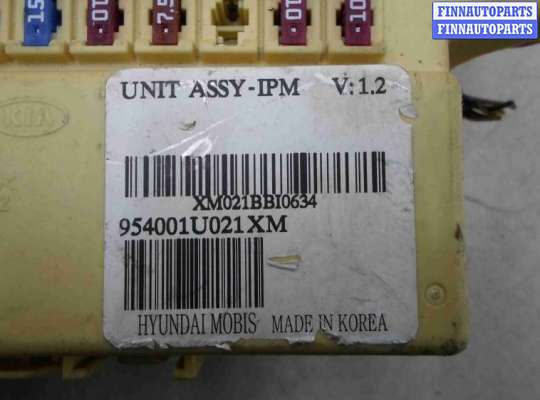 FINNAUTOPARTS
FINNAUTOPARTS
15
10
7.5
10
10
UNIT ASSY-IPM V: 1.2
KIA
XM021BBI0634
954001U021XM
HYUNDAI MOBIS MADE IN KOREA